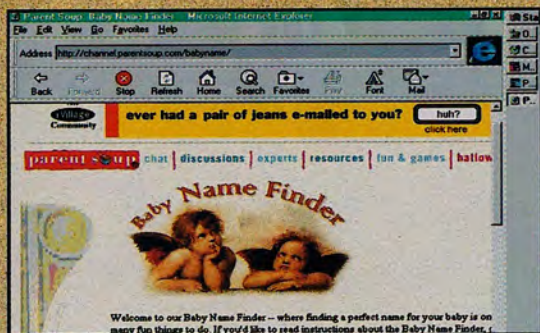 Parent Soup: Baby Name Finder - Microsoft Internet Explorer
File Edit View Go Favorites Help
Address http://channel.parentsoup.com/babyname/
Back Forward Stop Refresh Home Search Favorites Print Font Mail
iVillage
Community
ever had a pair of jeans e-mailed to you?
huh?
click here
parent soup chat discussions experts resources fun & games hallow
Baby Name Finder
Welcome to our Baby Name Finder -- where finding a perfect name for your baby is on
many fun things to do. If you'd like to read instructions about the Baby Name Finder,
Sta
O..
C..
M..
P..
P..